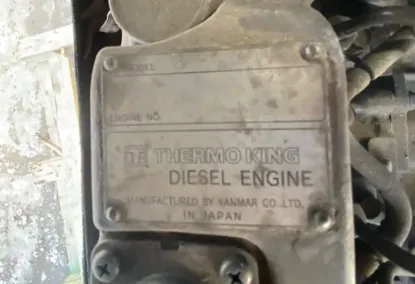 MODEL
ENGINE NO.
TK THERMO KING
DIESEL ENGINE
MANUFACTURED BY YANMAR CO.,LTD.
IN JAPAN